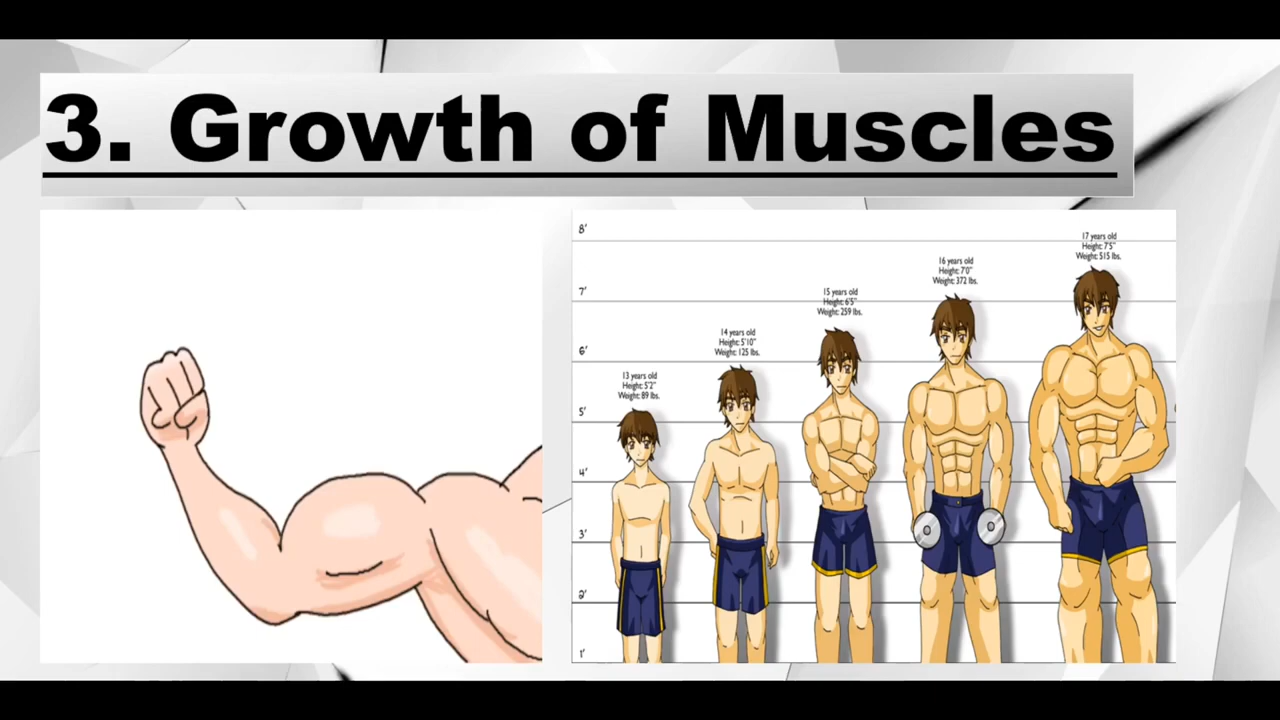 3. Growth of Muscles
8'
7'
6'
5'
4'
3'
2'
1'
13 years old
Height: 5'2"
Weight: 89 lbs.
14 years old
Height: 5'10"
Weight: 125 lbs.
15 years old
Height: 6'5"
Weight: 259 lbs.
16 years old
Height: 7'0"
Weight: 372 lbs.
17 years old
Height: 7'5"
Weight: 515 lbs.